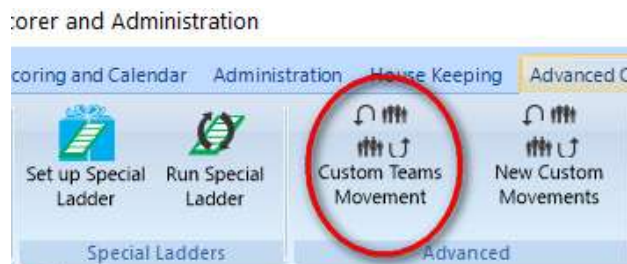 corer and Administration
coring and Calendar Administration House Keeping Advanced
Set up Special Ladder
Run Special Ladder
Custom Teams Movement
New Custom Movements
Special Ladders
Advanced